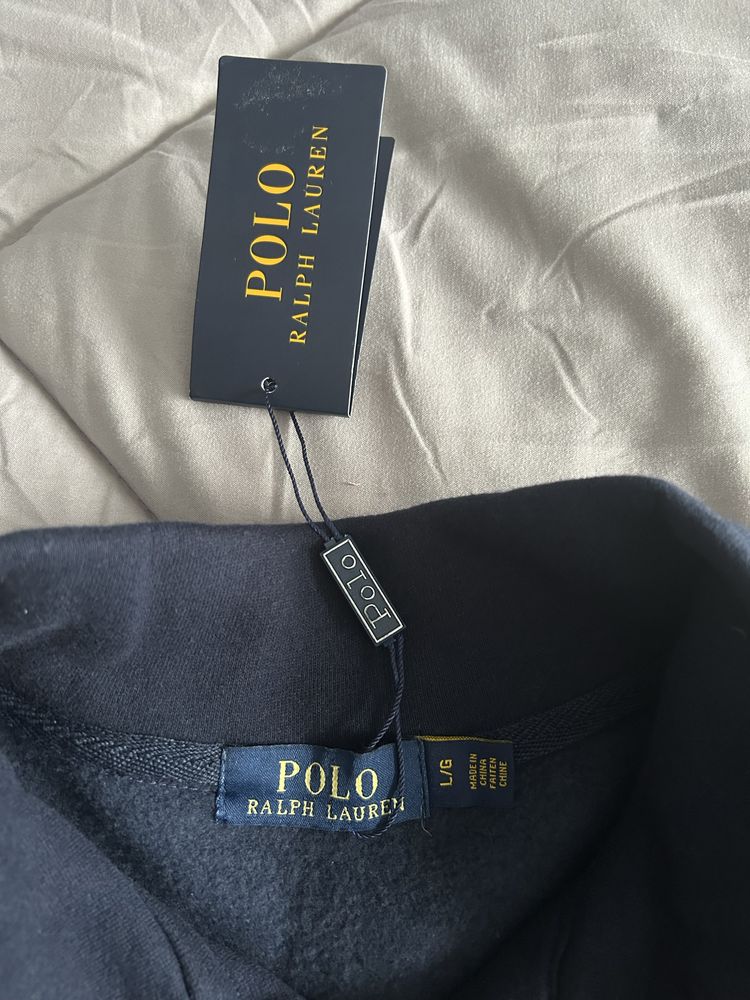 POLO
RALPH LAUREN
Polo
POLO
RALPH LAUREN
L/G
MADE IN
CHINA
FAIT EN
CHINE